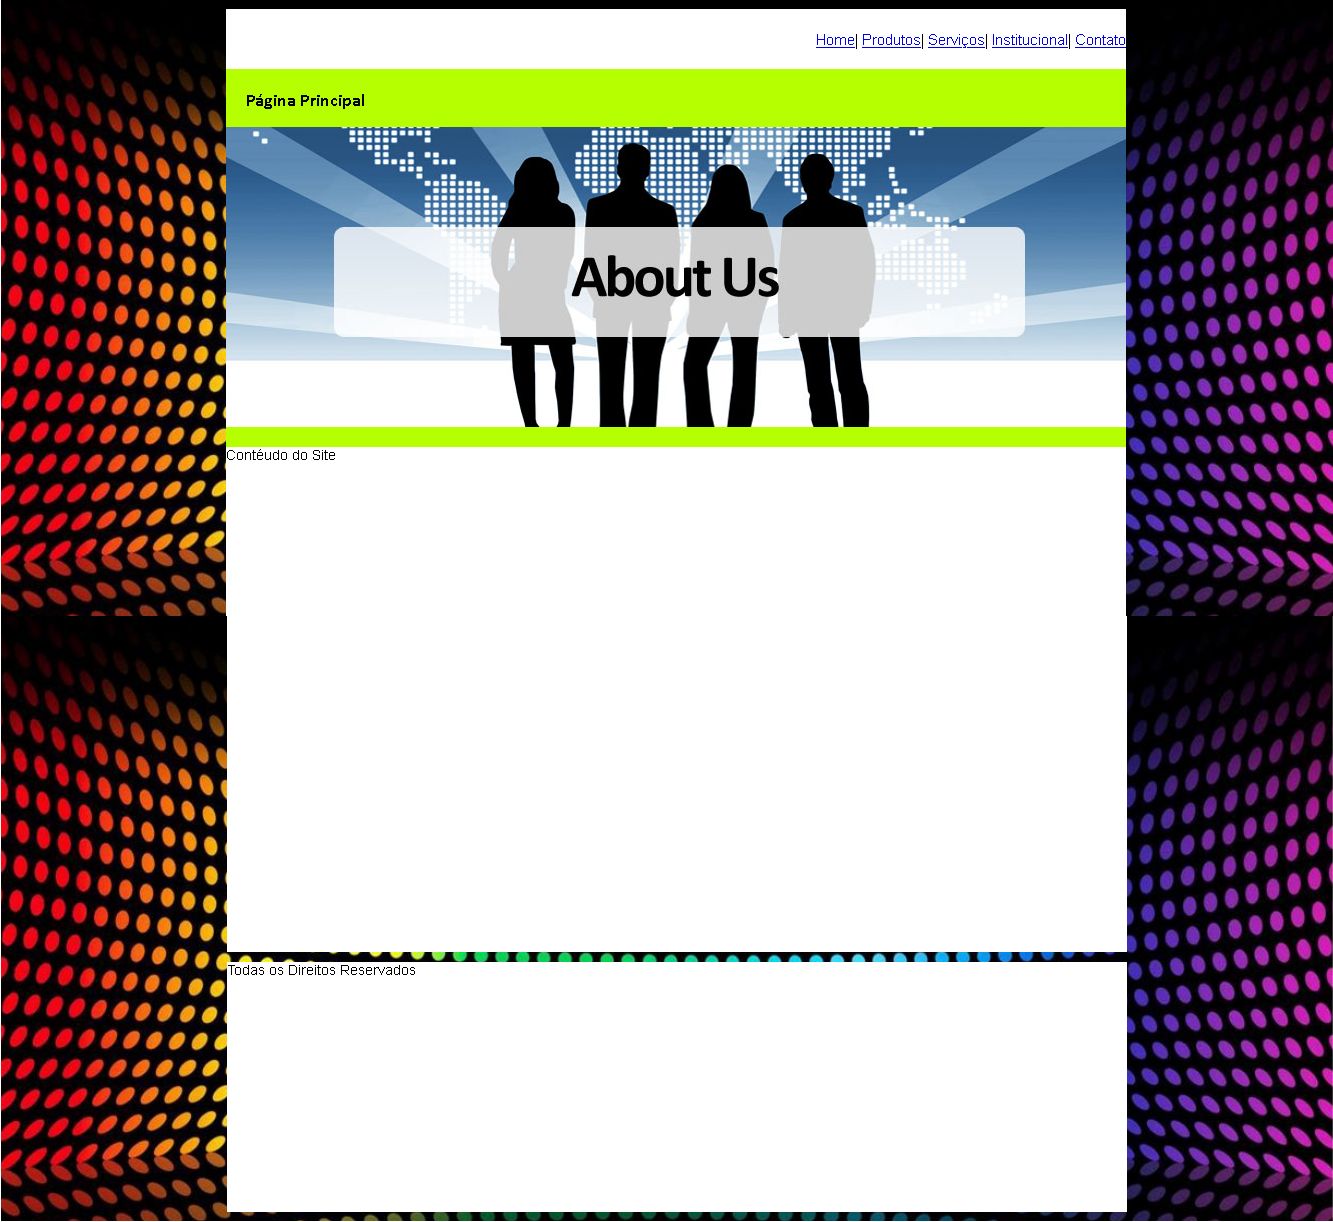 Home| Produtos| Serviços| Institucional| Contato
Página Principal
About Us
Contéudo do Site
Todas os Direitos Reservados